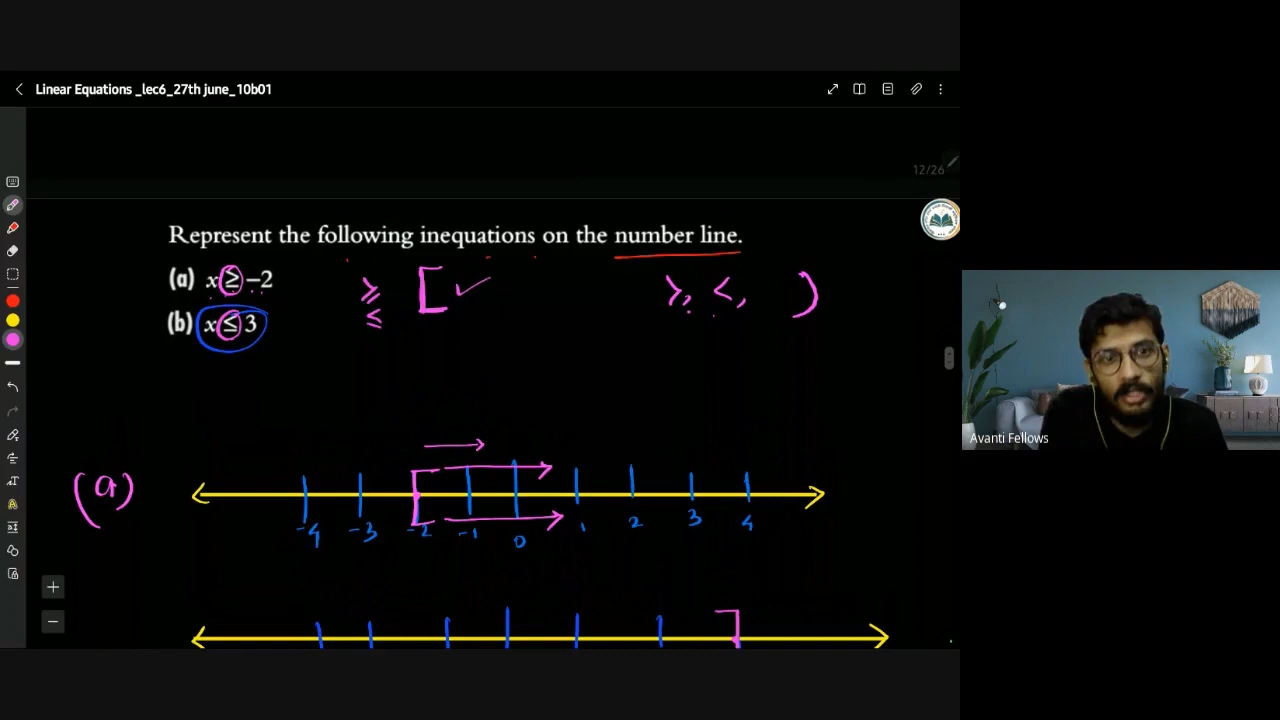 Linear Equations _lec6_27th june_10b01
12/26
Represent the following inequations on the number line.
(a) x ≥ −2 ≥ [ ✓ >, <, )
≤
(b) x ≤ 3
(a)
-4 -3 -2 -1 0 1 2 3 4
Avanti Fellows